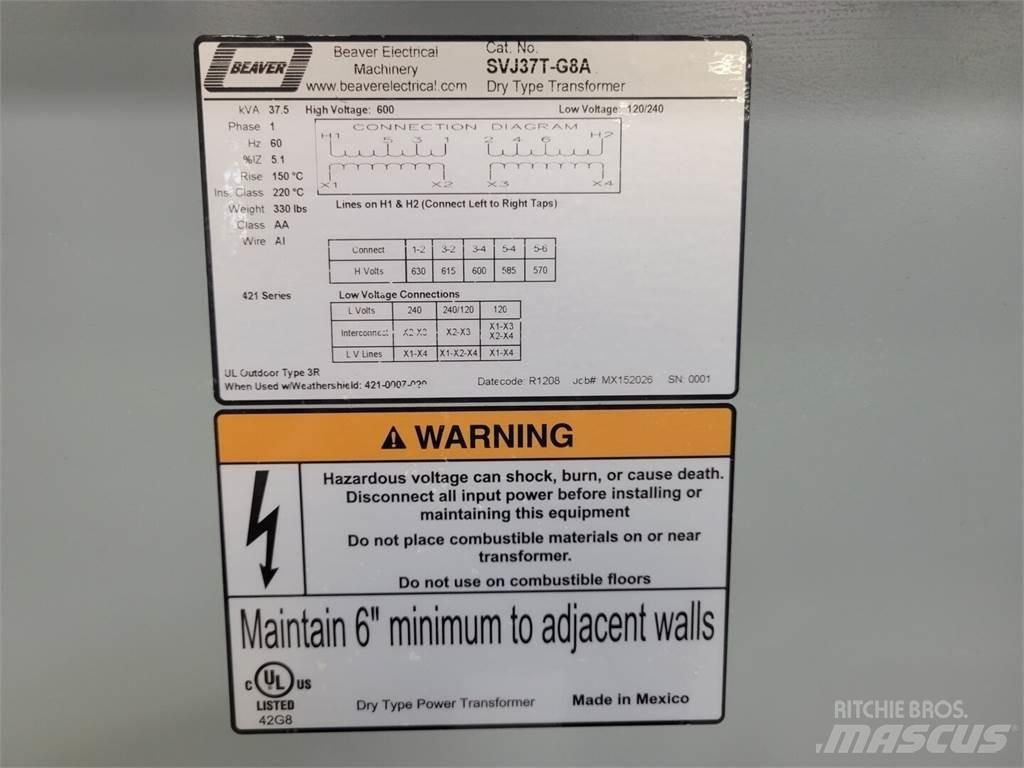 BEAVER
Beaver Electrical
Machinery
www.beaverelectrical.com
Cat. No.
SVJ37T-G8A
Dry Type Transformer
kVA 37.5 High Voltage: 600 Low Voltage: 120/240
Phase 1
Hz 60
%IZ 5.1
Rise 150 °C
Ins. Class 220 °C
Weight 330 lbs
Class AA
Wire Al
CONNECTION DIAGRAM
H1 5 3 1 2 4 6 H2
X1 X2 X3 X4
Lines on H1 & H2 (Connect Left to Right Taps)
Connect 1-2 3-2 3-4 5-4 5-6
H Volts 630 615 600 585 570
421 Series
Low Voltage Connections
L Volts 240 240/120 120
Interconnect X2-X3 X2-X3 X1-X3
X2-X4
L V Lines X1-X4 X1-X2-X4 X1-X4
UL Outdoor Type 3R
When Used w/Weathershield: 421-0007-020
Datecode: R1208 Job#: MX152026 SN: 0001
WARNING
Hazardous voltage can shock, burn, or cause death.
Disconnect all input power before installing or
maintaining this equipment
Do not place combustible materials on or near
transformer.
Do not use on combustible floors
Maintain 6" minimum to adjacent walls
C UL US
LISTED
42G8
Dry Type Power Transformer
Made in Mexico
RITCHIE BROS.
MASCUS